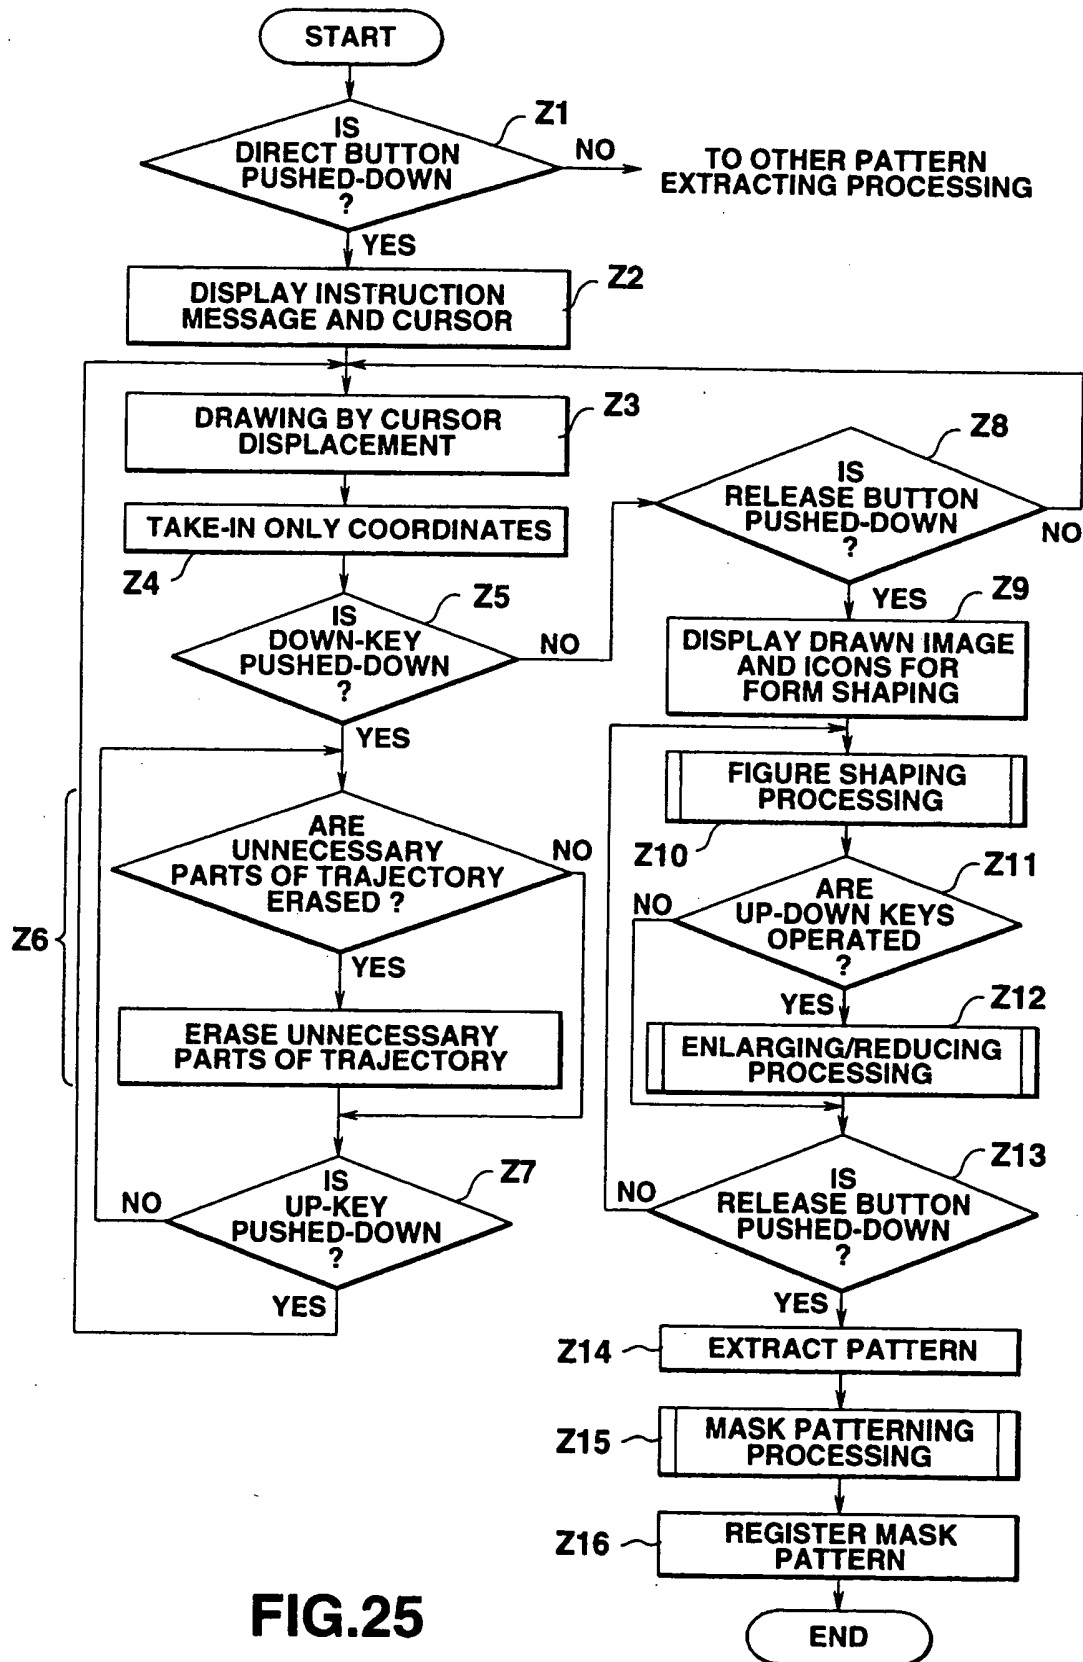 START
IS
DIRECT BUTTON
PUSHED-DOWN
?
Z1
NO
TO OTHER PATTERN
EXTRACTING PROCESSING
YES
DISPLAY INSTRUCTION
MESSAGE AND CURSOR
Z2
DRAWING BY CURSOR
DISPLACEMENT
Z3
TAKE-IN ONLY COORDINATES
Z4
IS
DOWN-KEY
PUSHED-DOWN
?
Z5
NO
YES
ARE
UNNECESSARY
PARTS OF TRAJECTORY
ERASED ?
NO
Z6
YES
ERASE UNNECESSARY
PARTS OF TRAJECTORY
IS
UP-KEY
PUSHED-DOWN
?
Z7
NO
YES
IS
RELEASE BUTTON
PUSHED-DOWN
?
Z8
NO
YES
Z9
DISPLAY DRAWN IMAGE
AND ICONS FOR
FORM SHAPING
FIGURE SHAPING
PROCESSING
Z10
ARE
UP-DOWN KEYS
OPERATED
?
Z11
NO
YES
Z12
ENLARGING/REDUCING
PROCESSING
IS
RELEASE BUTTON
PUSHED-DOWN
?
Z13
NO
YES
Z14
EXTRACT PATTERN
Z15
MASK PATTERNING
PROCESSING
Z16
REGISTER MASK
PATTERN
END
FIG.25